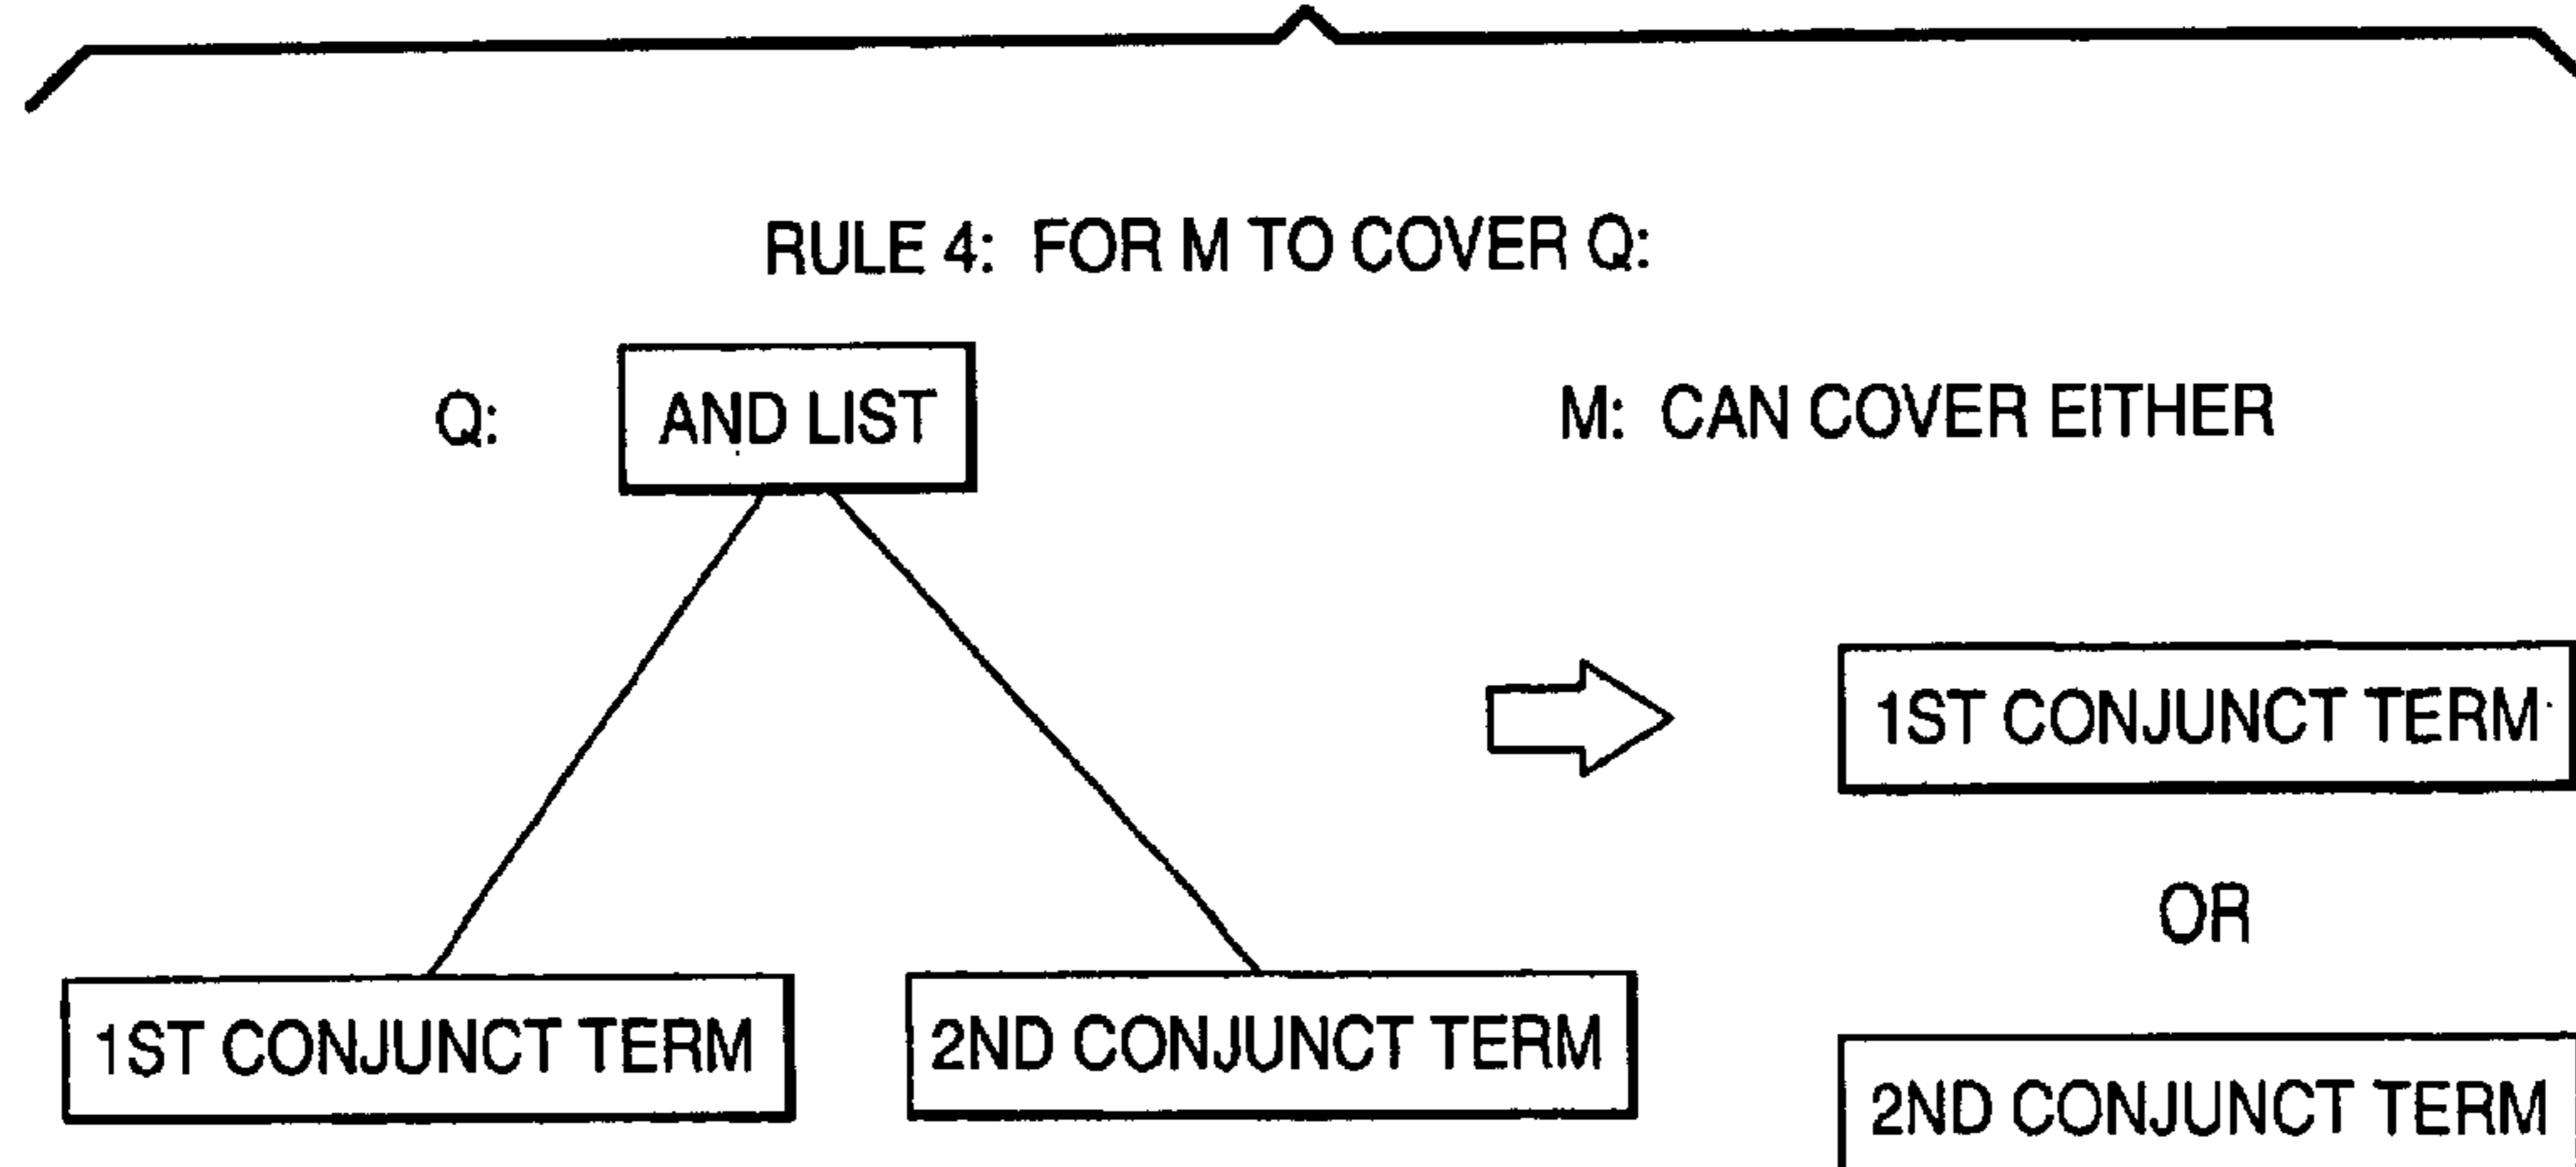 RULE 4: FOR M TO COVER Q:
Q:
AND LIST
M: CAN COVER EITHER
1ST CONJUNCT TERM
OR
1ST CONJUNCT TERM
2ND CONJUNCT TERM
2ND CONJUNCT TERM